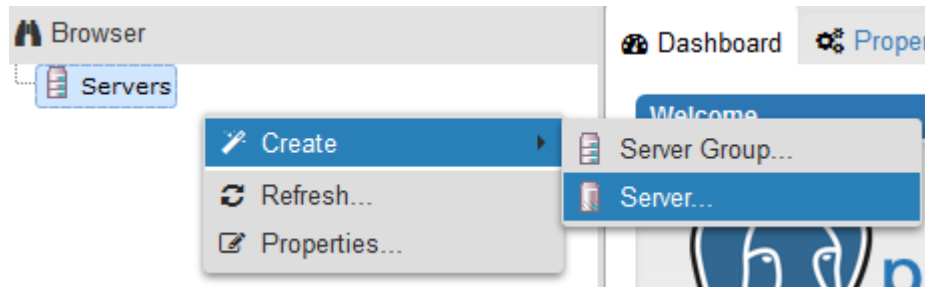 Browser
Dashboard
Servers
Welcome
Create
Server Group...
Refresh...
Server...
Properties...